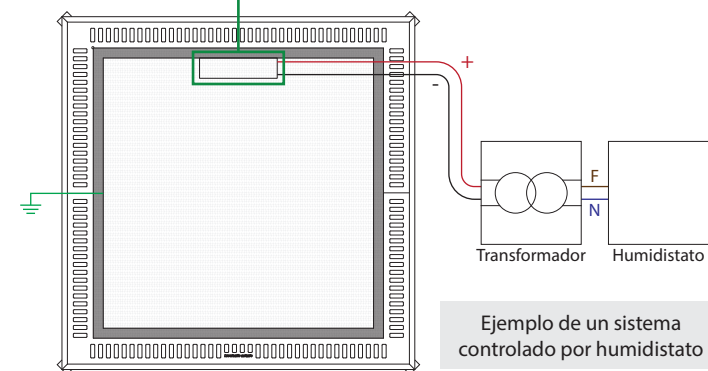 +
-
F
N
Transformador
Humidistato
Ejemplo de un sistema
controlado por humidistato